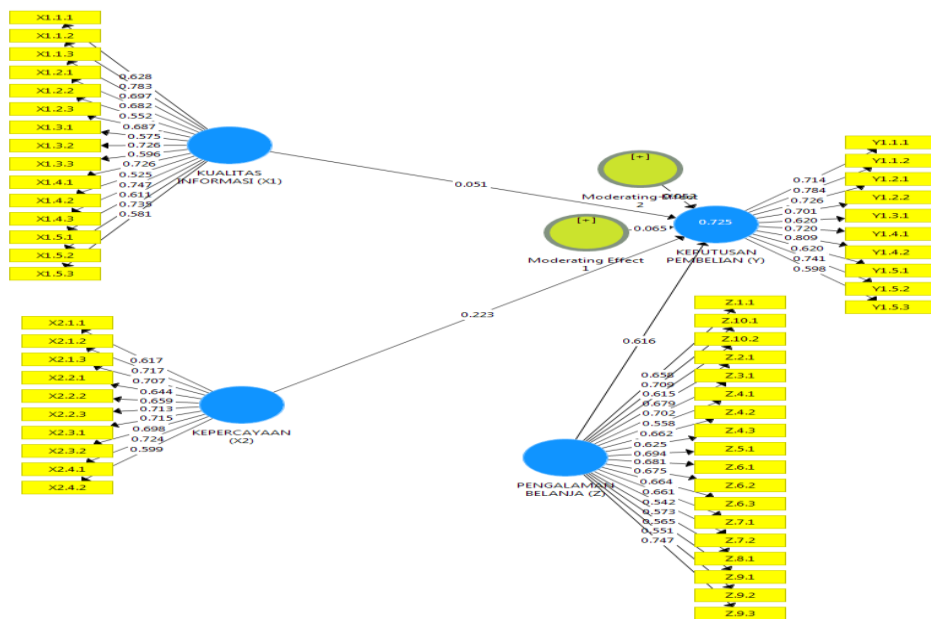 X1.1.1
X1.1.2
X1.1.3
X1.2.1
X1.2.2
X1.2.3
X1.3.1
X1.3.2
X1.3.3
X1.4.1
X1.4.2
X1.4.3
X1.5.1
X1.5.2
X1.5.3
0.628
0.783
0.697
0.682
0.552
0.687
0.575
0.726
0.596
0.726
0.525
0.747
0.611
0.735
0.581
KUALITAS
INFORMASI (X1)
0.051
[+]
Moderating Effect
2
[+]
0.065
Moderating Effect
1
0.725
KEPUTUSAN
PEMBELIAN (Y)
0.714
0.784
0.726
0.701
0.620
0.720
0.809
0.620
0.741
0.598
Y1.1.1
Y1.1.2
Y1.2.1
Y1.2.2
Y1.3.1
Y1.4.1
Y1.4.2
Y1.5.1
Y1.5.2
Y1.5.3
X2.1.1
X2.1.2
X2.1.3
X2.2.1
X2.2.2
X2.2.3
X2.3.1
X2.3.2
X2.4.1
X2.4.2
0.617
0.717
0.707
0.644
0.659
0.713
0.715
0.698
0.724
0.599
KEPERCAYAAN
(X2)
0.223
0.616
PENGALAMAN
BELANJA (Z)
0.658
0.709
0.615
0.679
0.702
0.558
0.662
0.625
0.694
0.681
0.675
0.664
0.661
0.542
0.573
0.565
0.551
0.747
Z.1.1
Z.10.1
Z.10.2
Z.2.1
Z.3.1
Z.4.1
Z.4.2
Z.4.3
Z.5.1
Z.6.1
Z.6.2
Z.6.3
Z.7.1
Z.7.2
Z.8.1
Z.9.1
Z.9.2
Z.9.3